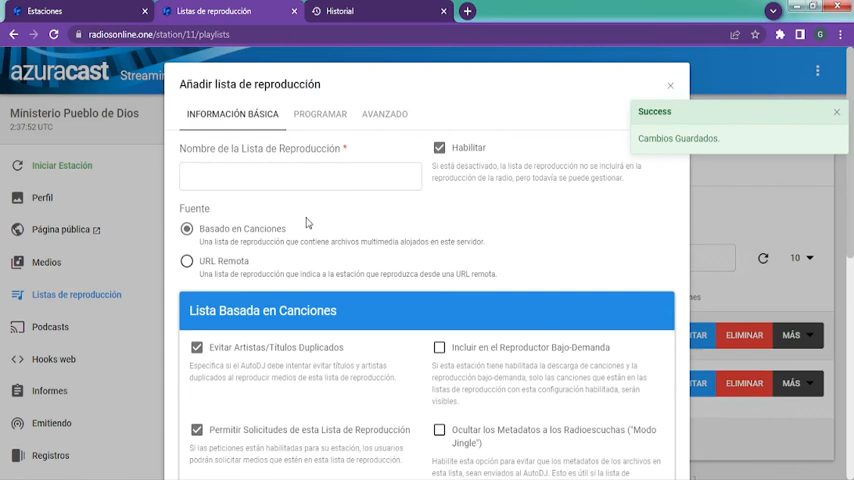 Estaciones
Listas de reproducción
Historial
radiosonline.one/station/11/playlists
G
azuracast Streami
Ministerio Pueblo de Dios
2:37:52 UTC
Iniciar Estación
Perfil
Página pública
Medios
Listas de reproducción
Podcasts
Hooks web
Informes
Emitiendo
Registros
Añadir lista de reproducción
INFORMACIÓN BÁSICA
PROGRAMAR
AVANZADO
Nombre de la Lista de Reproducción *
Habilitar
Si está desactivado, la lista de reproducción no se incluirá en la
reproducción de la radio, pero todavía se puede gestionar.
Fuente
Basado en Canciones
Una lista de reproducción que contiene archivos multimedia alojados en este servidor.
URL Remota
Una lista de reproducción que indica a la estación que reproduzca desde una URL remota.
Lista Basada en Canciones
Evitar Artistas/Títulos Duplicados
Especifica si el AutoDJ debe intentar evitar títulos y artistas
duplicados al reproducir medios de esta lista de reproducción.
Incluir en el Reproductor Bajo-Demanda
Si esta estación tiene habilitada la descarga de canciones y la
reproducción bajo-demanda, solo las canciones que están en las
listas de reproducción con esta configuración habilitada, serán
visibles.
Permitir Solicitudes de esta Lista de Reproducción
Si las peticiones están habilitadas para su estación, los usuarios
podrán solicitar medios que estén en esta lista de reproducción.
Ocultar los Metadatos a los Radioescuchas ("Modo
Jingle")
Habilite esta opción para evitar que los metadatos de los archivos en
esta lista, sean enviados al AutoDJ. Esto es útil si la lista de
Success
Cambios Guardados.
10
nes
TAR
ELIMINAR
MÁS
TAR
ELIMINAR
MÁS